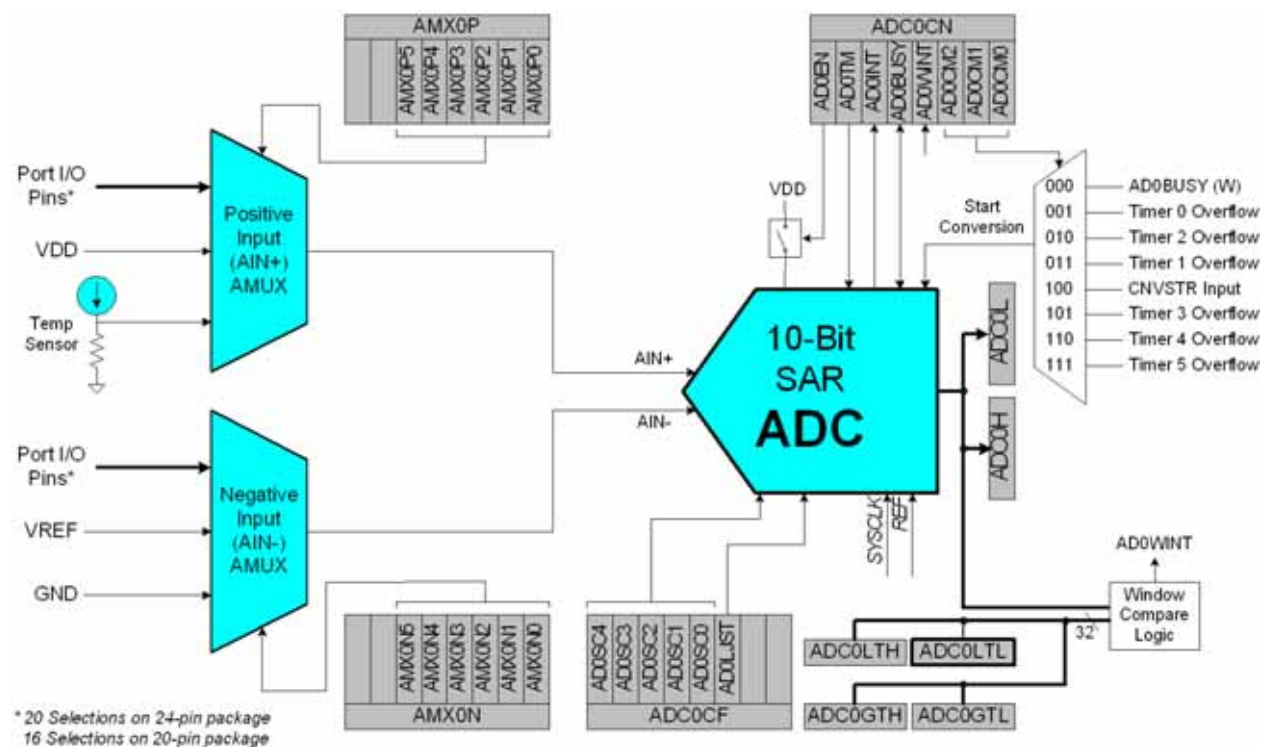 AMX0P
AMX0P5
AMX0P4
AMX0P3
AMX0P2
AMX0P1
AMX0P0
ADC0CN
AD0EN
AD0TM
AD0INT
AD0BUSY
AD0WINT
AD0CM2
AD0CM1
AD0CM0
Port I/O
Pins*
VDD
Temp
Sensor
Positive
Input
(AIN+)
AMUX
VDD
Start
Conversion
000
001
010
011
100
101
110
111
AD0BUSY (W)
Timer 0 Overflow
Timer 2 Overflow
Timer 1 Overflow
CNVSTR Input
Timer 3 Overflow
Timer 4 Overflow
Timer 5 Overflow
AIN+
AIN-
10-Bit
SAR
ADC
ADC0L
ADC0H
Port I/O
Pins*
VREF
GND
Negative
Input
(AIN-)
AMUX
SYSCLK
REF
AD0WINT
Window
Compare
Logic
32
ADC0LTH
ADC0LTL
ADC0GTH
ADC0GTL
AMX0N5
AMX0N4
AMX0N3
AMX0N2
AMX0N1
AMX0N0
AMX0N
AD0SC4
AD0SC3
AD0SC2
AD0SC1
AD0SC0
AD0LJST
ADC0CF
* 20 Selections on 24-pin package
16 Selections on 20-pin package